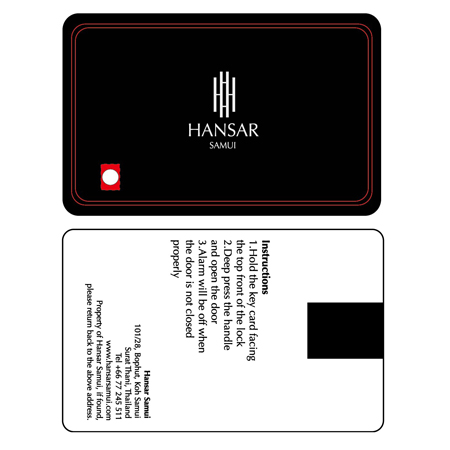 HANSAR
SAMUI
Instructions
1.Hold the key card facing
the top front of the lock
2.Deep press the handle
and open the door
3.Alarm will be off when
the door is not closed
properly
Hansar Samui
101/28, Bophut, Koh Samui
Surat Thani, Thailand
Tel +66 77 245 511
www.hansarsamui.com
Property of Hansar Samui, if found,
please return back to the above address.